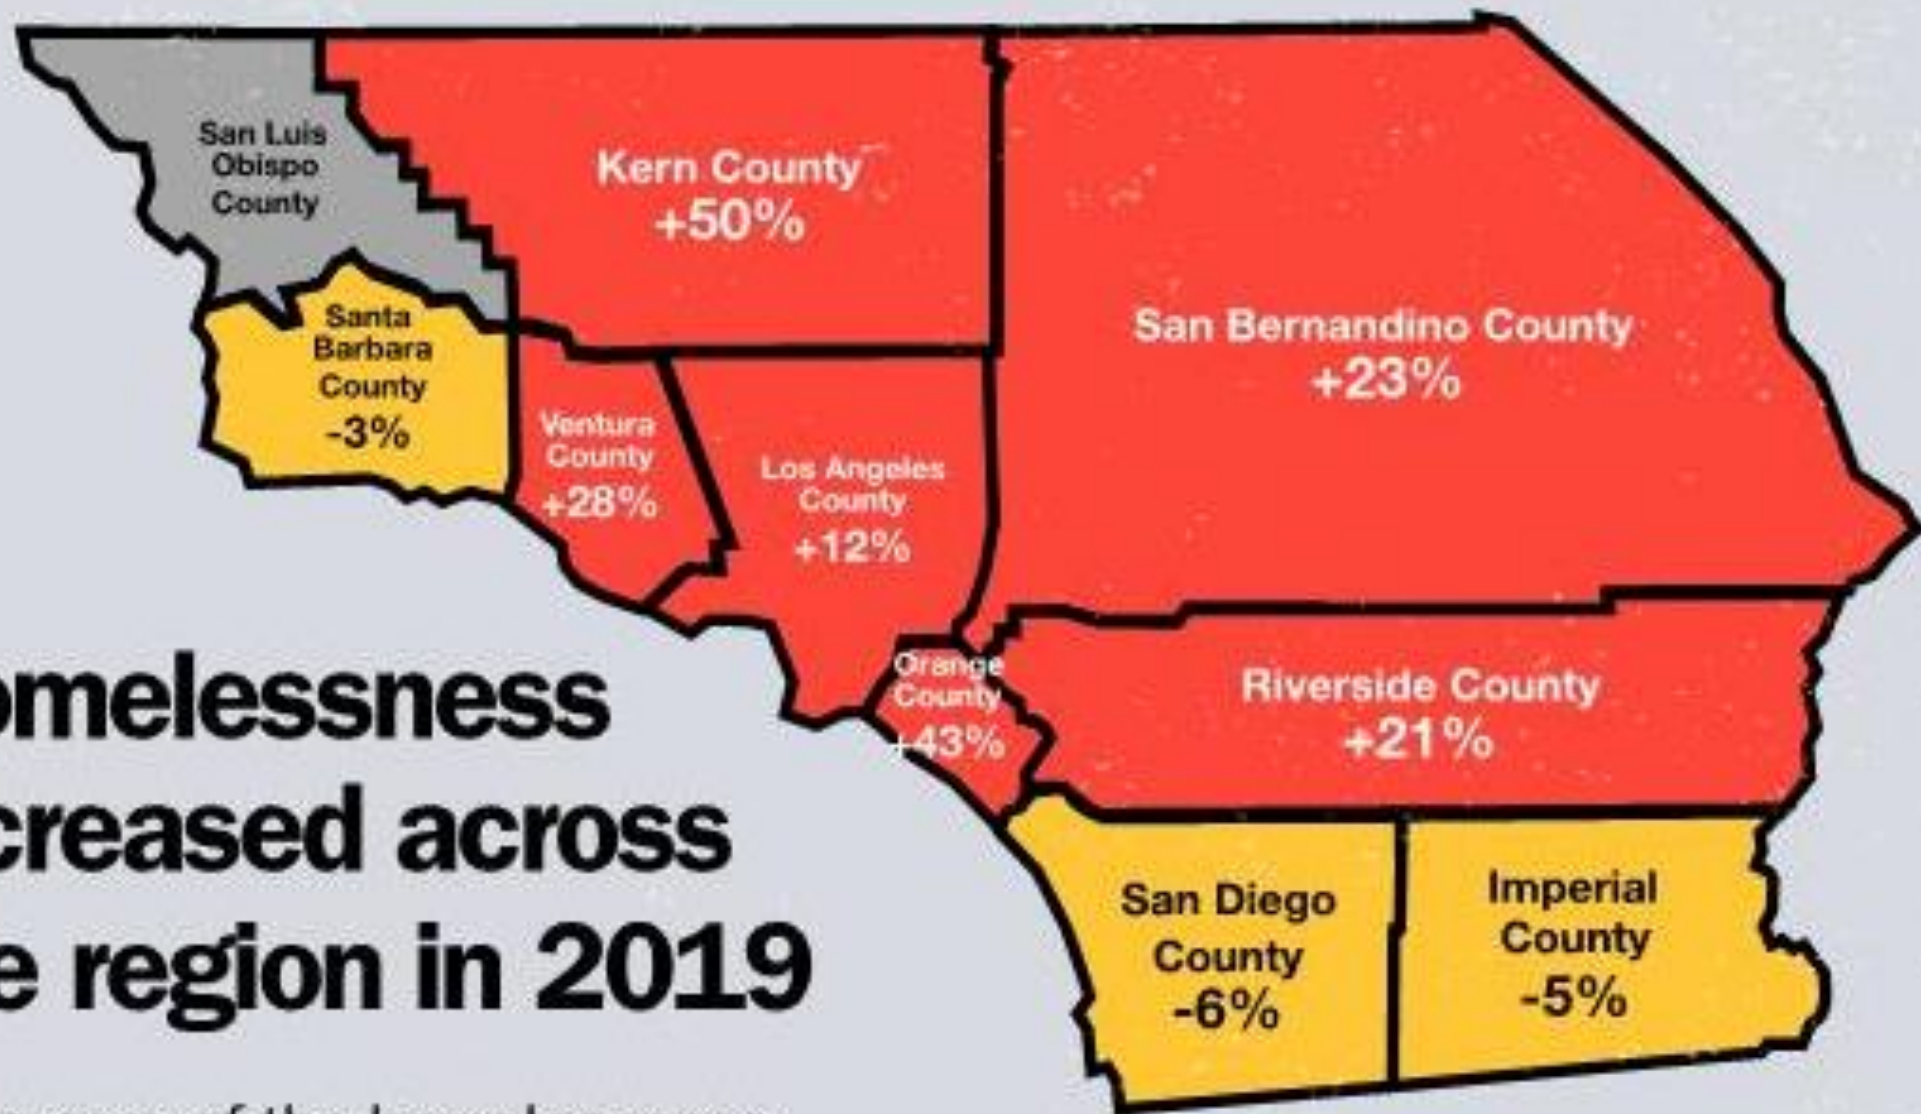 San Luis
Obispo
County
Kern County
+50%
San Bernandino County
+23%
Santa
Barbara
County
-3%
Ventura
County
+28%
Los Angeles
County
+12%
Orange
County
+43%
Riverside County
+21%
San Diego
County
-6%
Imperial
County
-5%
omelessness
creased across
e region in 2019